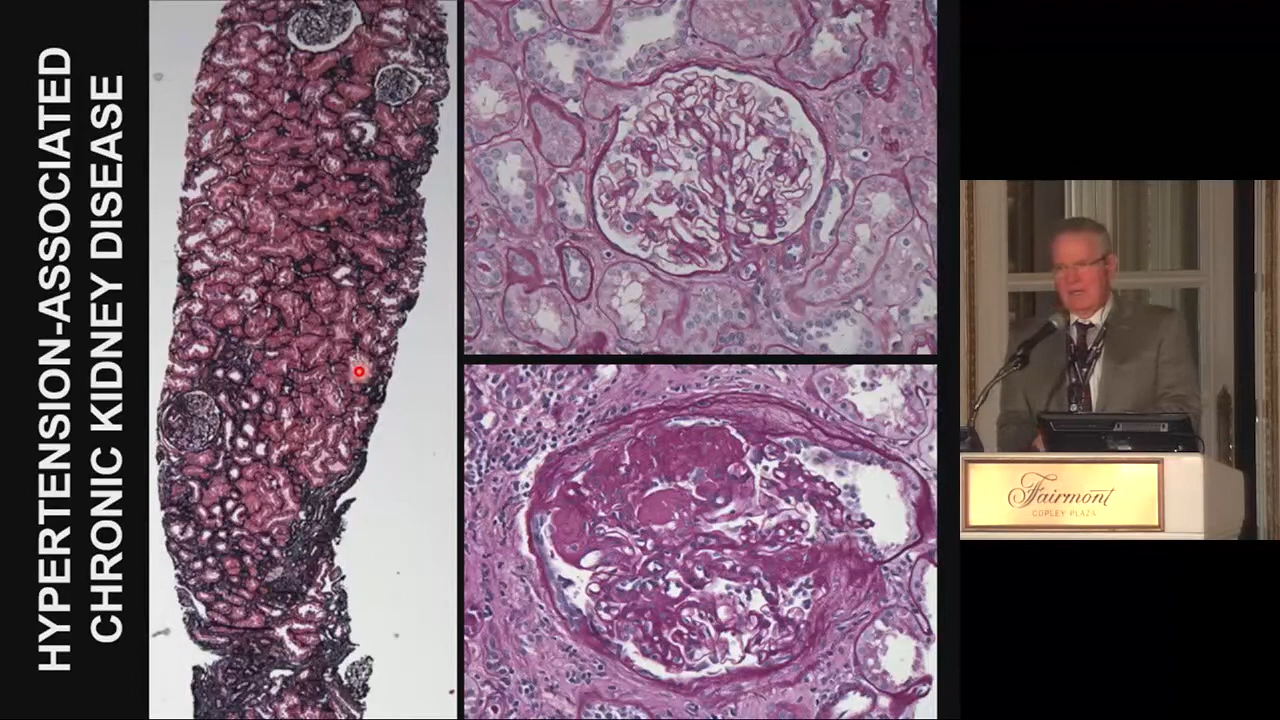 HYPERTENSION-ASSOCIATED
CHRONIC KIDNEY DISEASE
Fairmont
COPLEY PLAZA